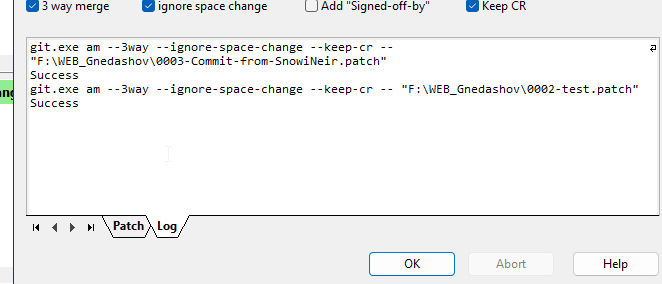 3 way merge ignore space change Add "Signed-off-by" Keep CR
git.exe am --3way --ignore-space-change --keep-cr --
"F:\WEB_Gnedashov\0003-Commit-from-SnowiNeir.patch"
Success
git.exe am --3way --ignore-space-change --keep-cr -- "F:\WEB_Gnedashov\0002-test.patch"
Success
Patch Log
OK Abort Help